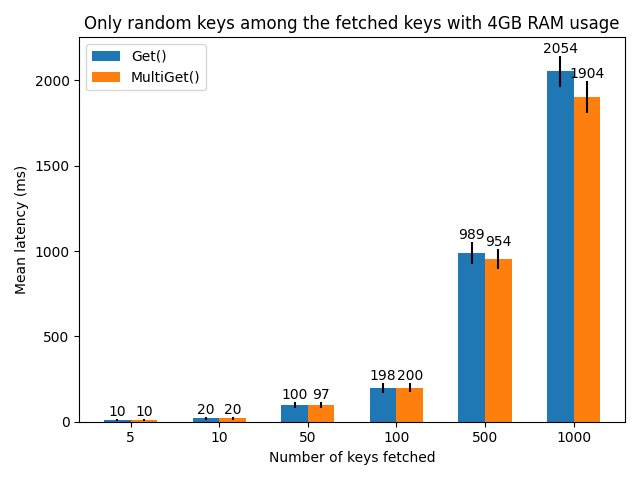 Only random keys among the fetched keys with 4GB RAM usage
Get()
MultiGet()
Mean latency (ms)
2000
1500
1000
500
0
10 10
20 20
100 97
198 200
989 954
2054 1904
5 10 50 100 500 1000
Number of keys fetched